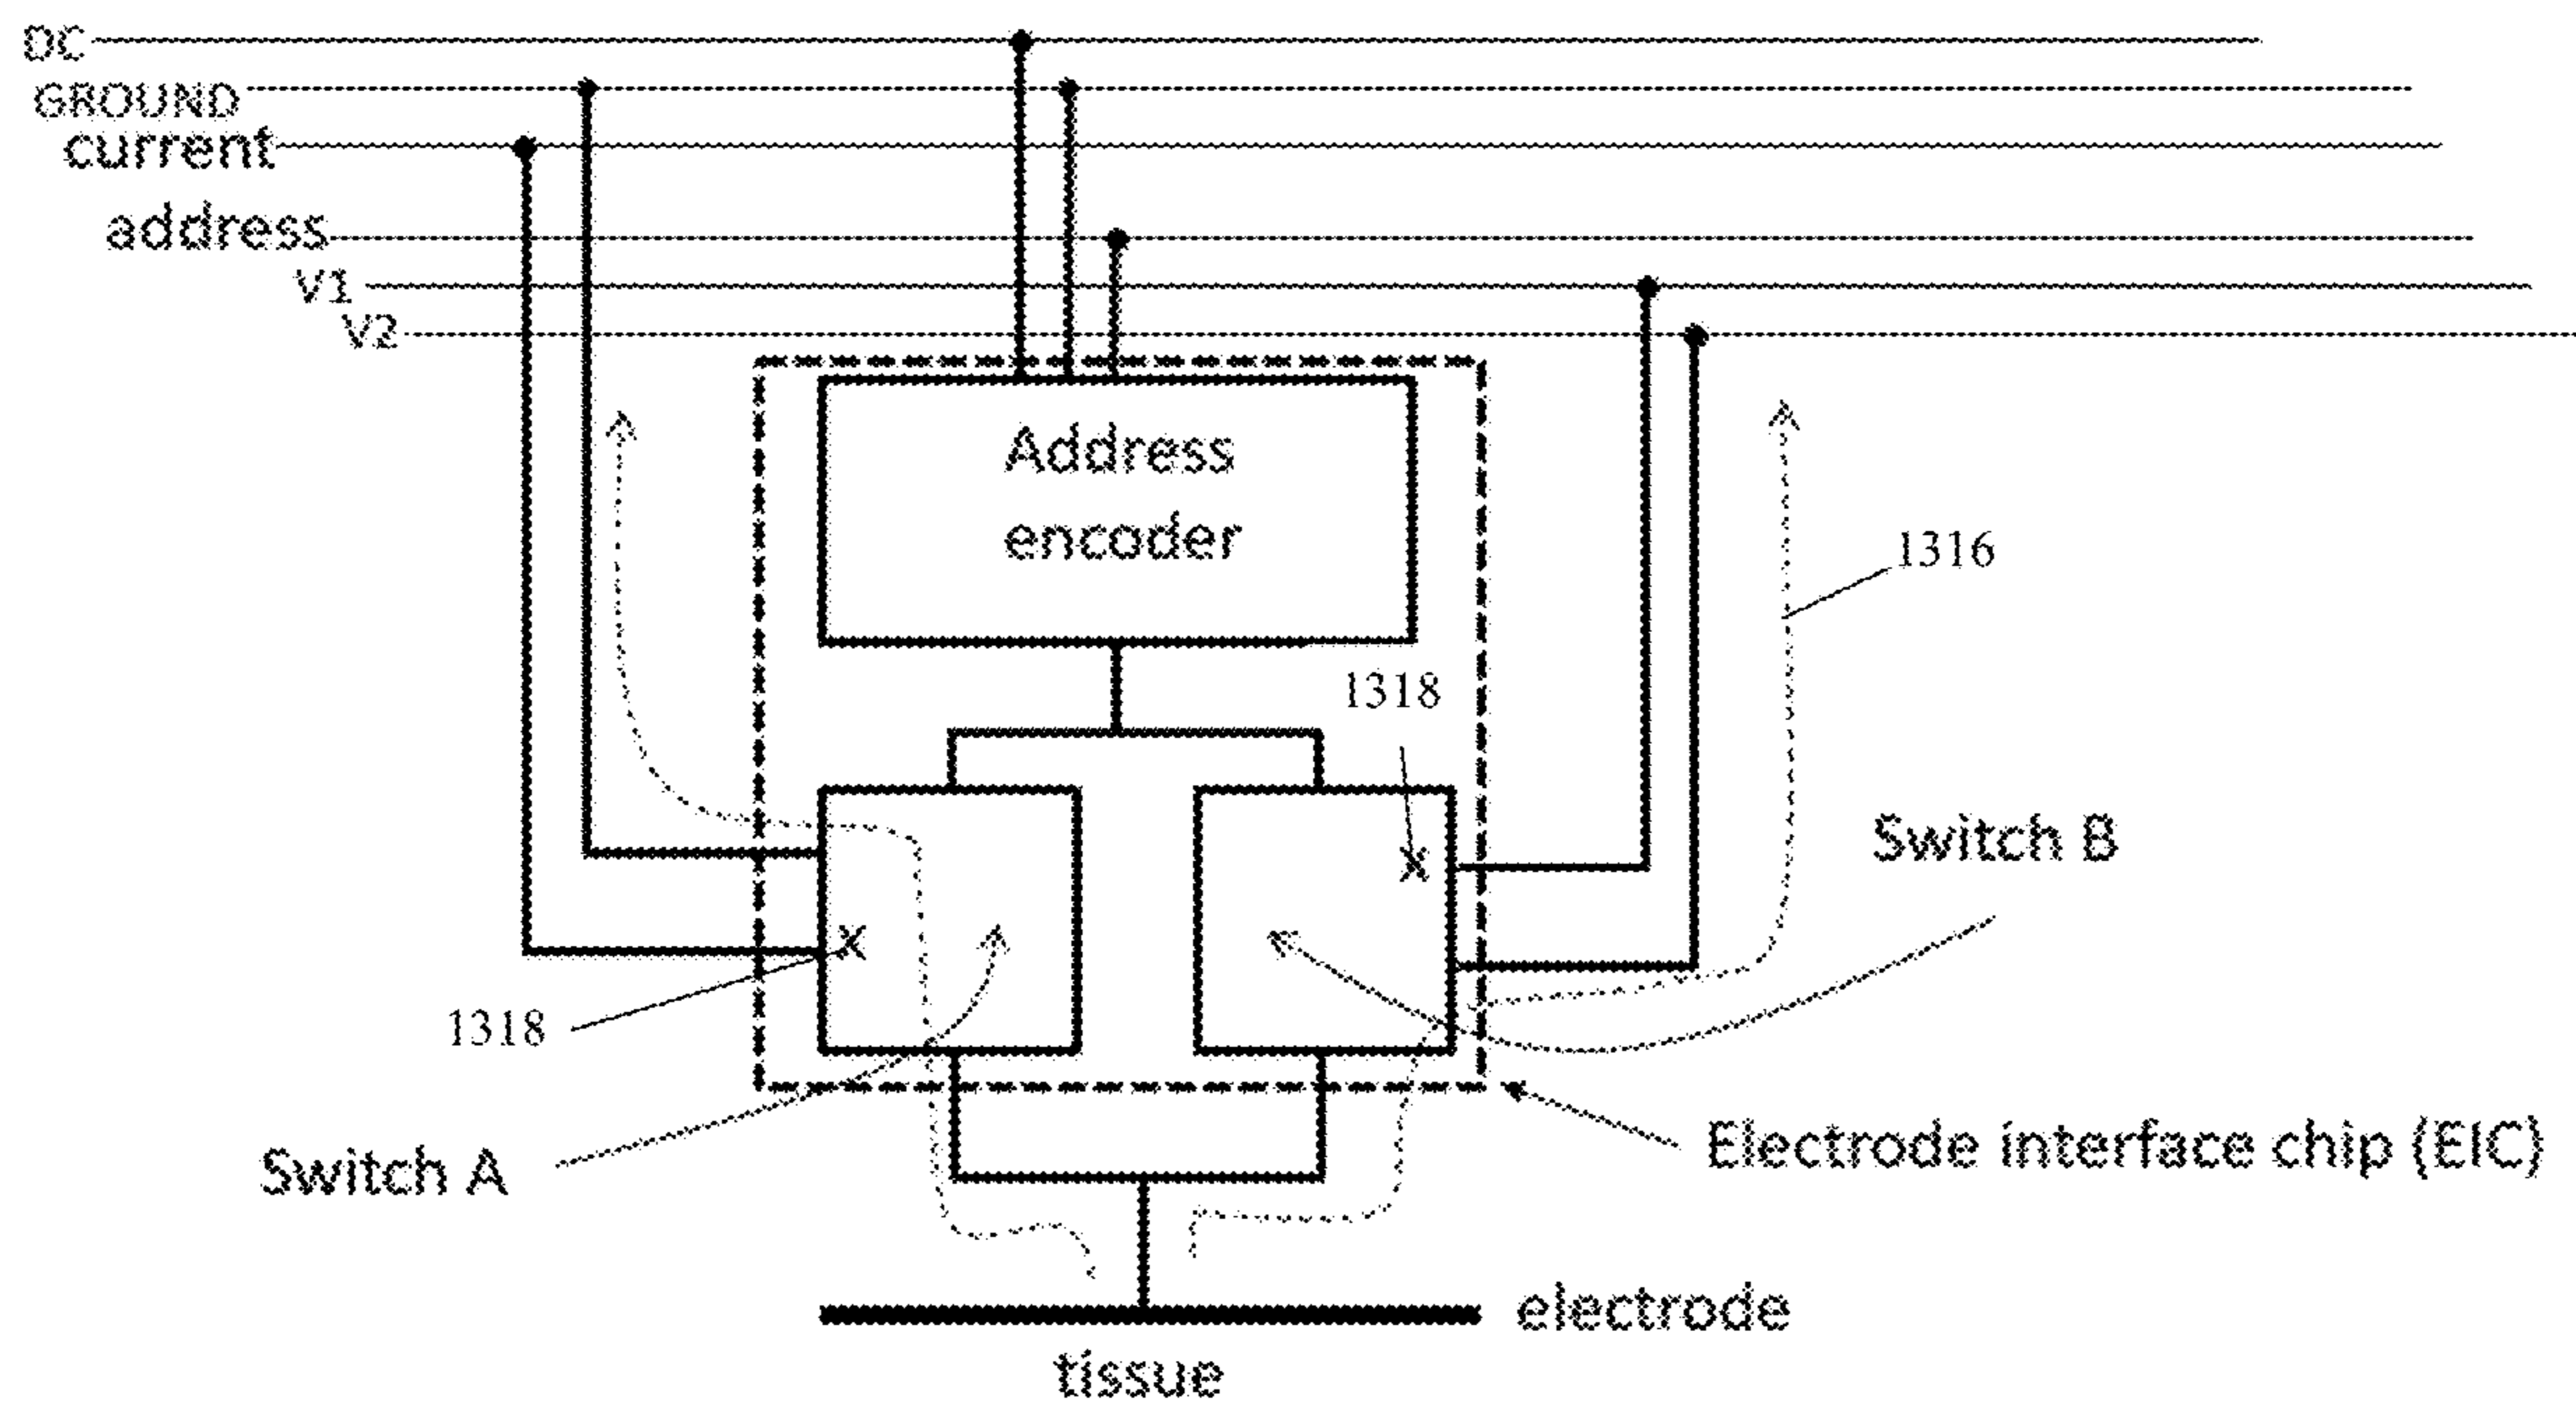 DC
GROUND
current
address
V1
V2
Address
encoder
1316
1318
Switch B
X
X
1318
Switch A
Electrode interface chip (EIC)
electrode
tissue